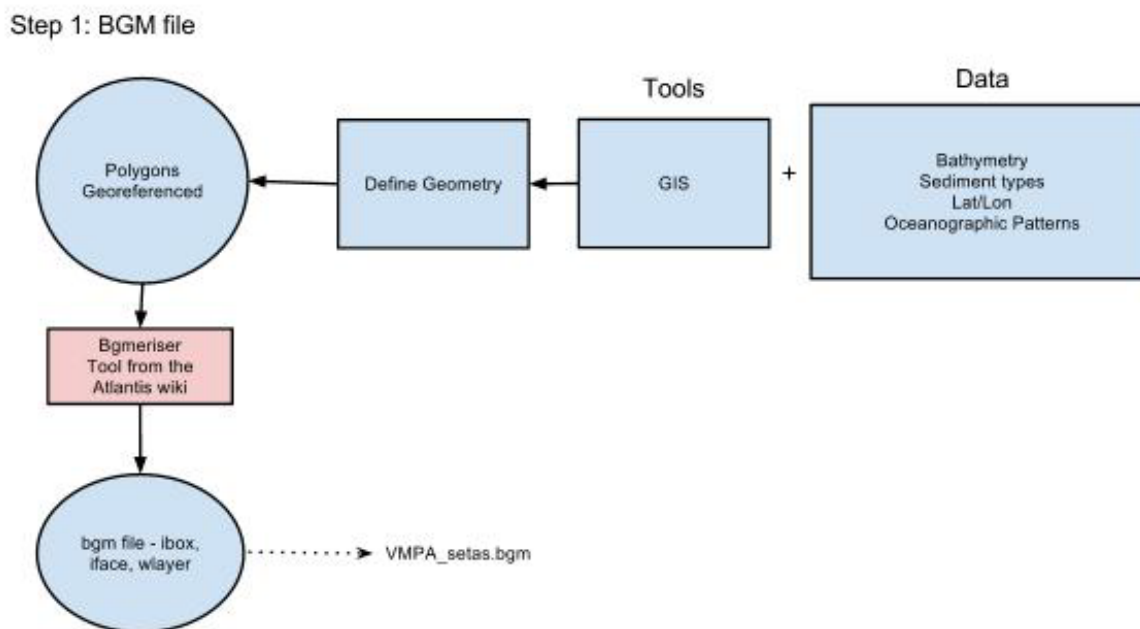 Step 1: BGM file
Tools
Data
Polygons
Georeferenced
Define Geometry
GIS
+
Bathymetry
Sediment types
Lat/Lon
Oceanographic Patterns
Bgmeriser
Tool from the
Atlantis wiki
bgm file - ibox,
iface, wlayer
VMPA_setas.bgm